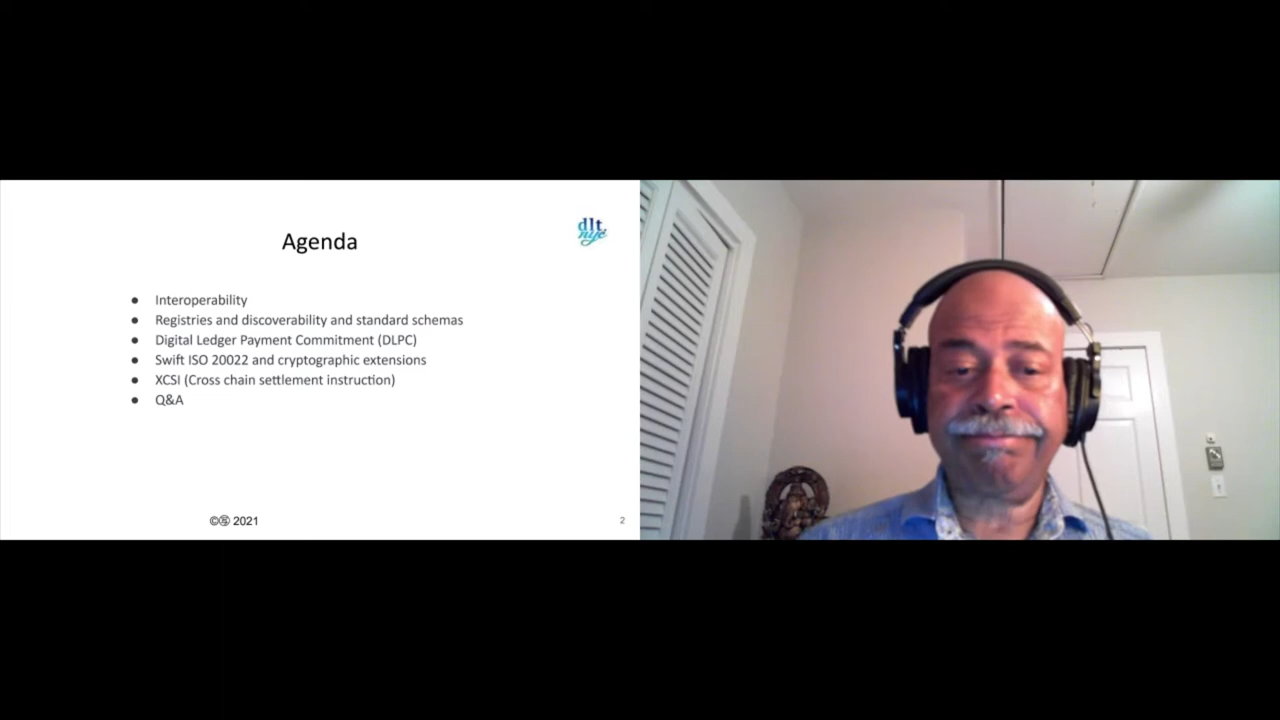 dlt.
nyc
Agenda
● Interoperability
● Registries and discoverability and standard schemas
● Digital Ledger Payment Commitment (DLPC)
● Swift ISO 20022 and cryptographic extensions
● XCSI (Cross chain settlement instruction)
● Q&A
© 2021
2